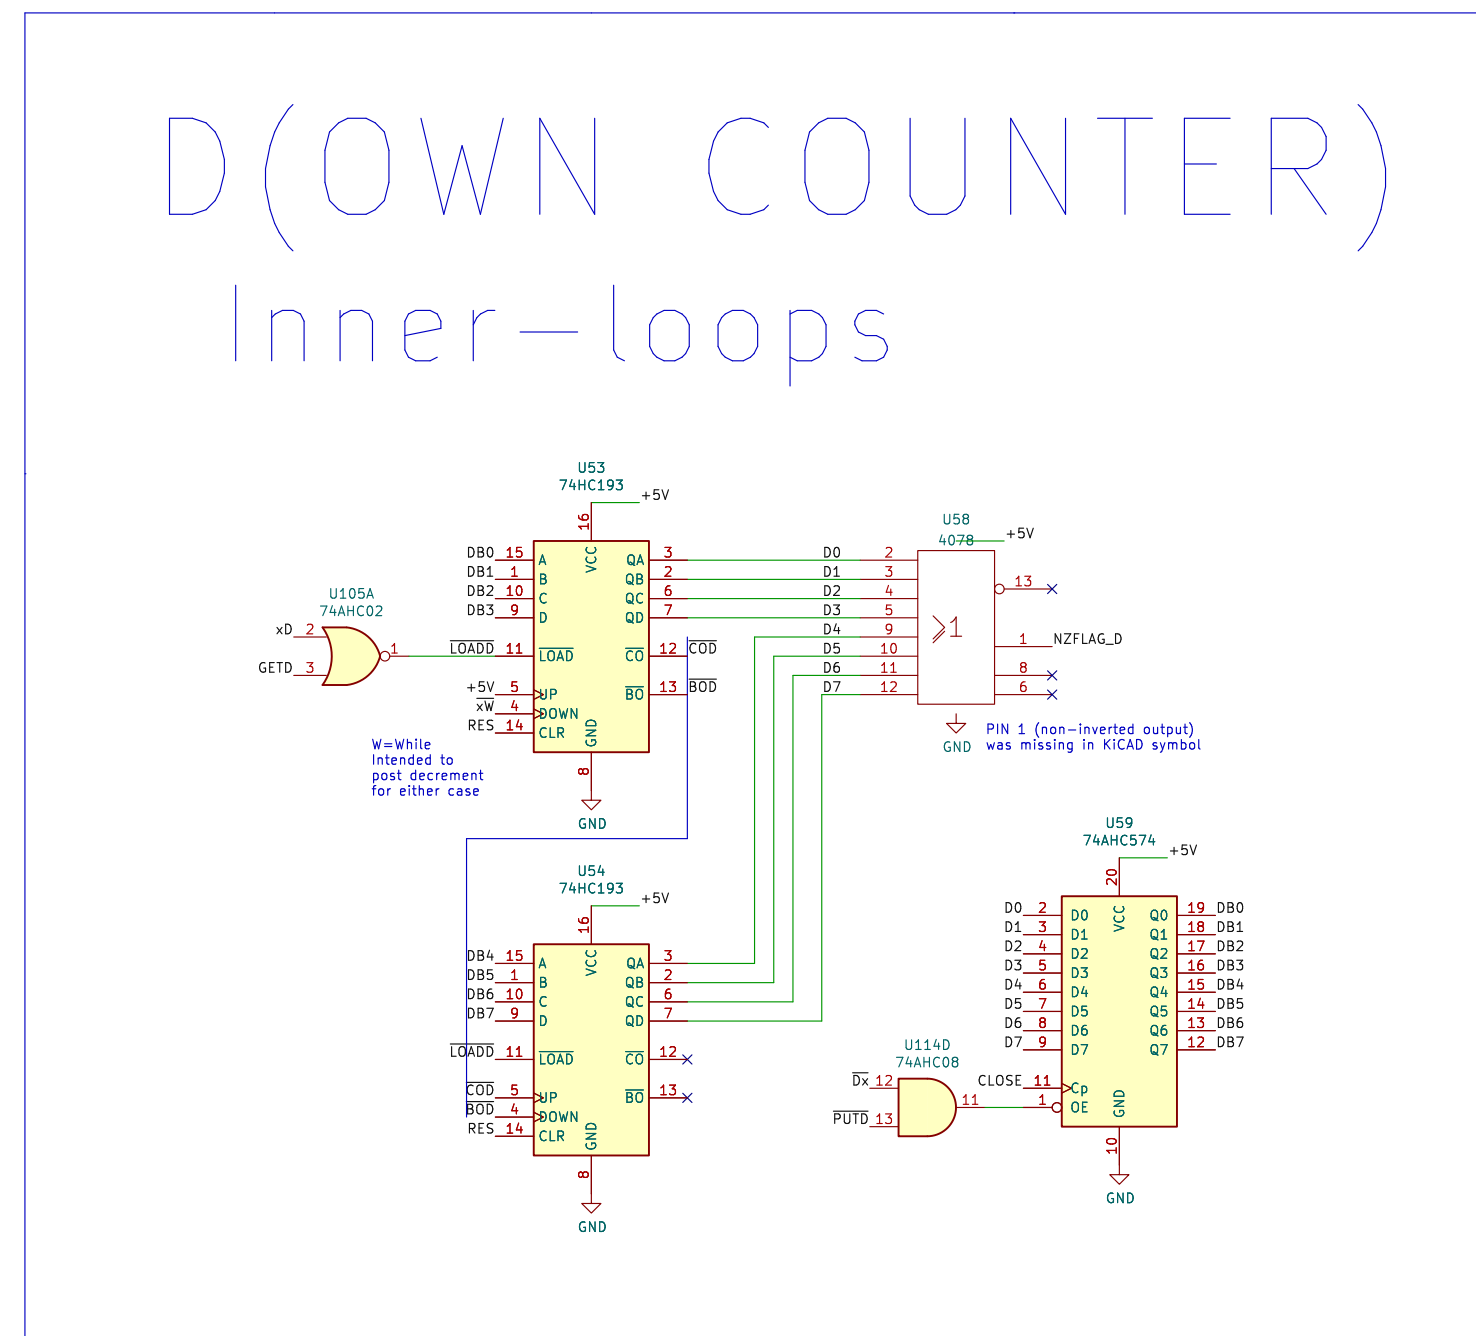 D(OWN COUNTER)
Inner-loops
U53
74HC193
+5V
16
VCC
DB0 15 A
DB1 1 B
DB2 10 C
DB3 9 D
LOADD 11 LOAD
+5V 5 UP
xW 4 DOWN
RES 14 CLR
QA 3
QB 2
QC 6
QD 7
CO 12 COD
BO 13 BOD
GND
8
GND
U105A
74AHC02
xD 2
GETD 3
1
W=While
Intended to
post decrement
for either case
U58
4078
+5V
D0 2
D1 3
D2 4
D3 5
D4 9
D5 10
D6 11
D7 12
≥1
13
1 NZFLAG_D
8
6
GND
PIN 1 (non-inverted output)
was missing in KiCAD symbol
U54
74HC193
+5V
16
VCC
DB4 15 A
DB5 1 B
DB6 10 C
DB7 9 D
LOADD 11 LOAD
COD 5 UP
BOD 4 DOWN
RES 14 CLR
QA 3
QB 2
QC 6
QD 7
CO 12
BO 13
GND
8
GND
U59
74AHC574
+5V
20
VCC
D0 2 D0
D1 3 D1
D2 4 D2
D3 5 D3
D4 6 D4
D5 7 D5
D6 8 D6
D7 9 D7
CLOSE 11 Cp
1 OE
Q0 19 DB0
Q1 18 DB1
Q2 17 DB2
Q3 16 DB3
Q4 15 DB4
Q5 14 DB5
Q6 13 DB6
Q7 12 DB7
GND
10
GND
U114D
74AHC08
Dx 12
PUTD 13
11